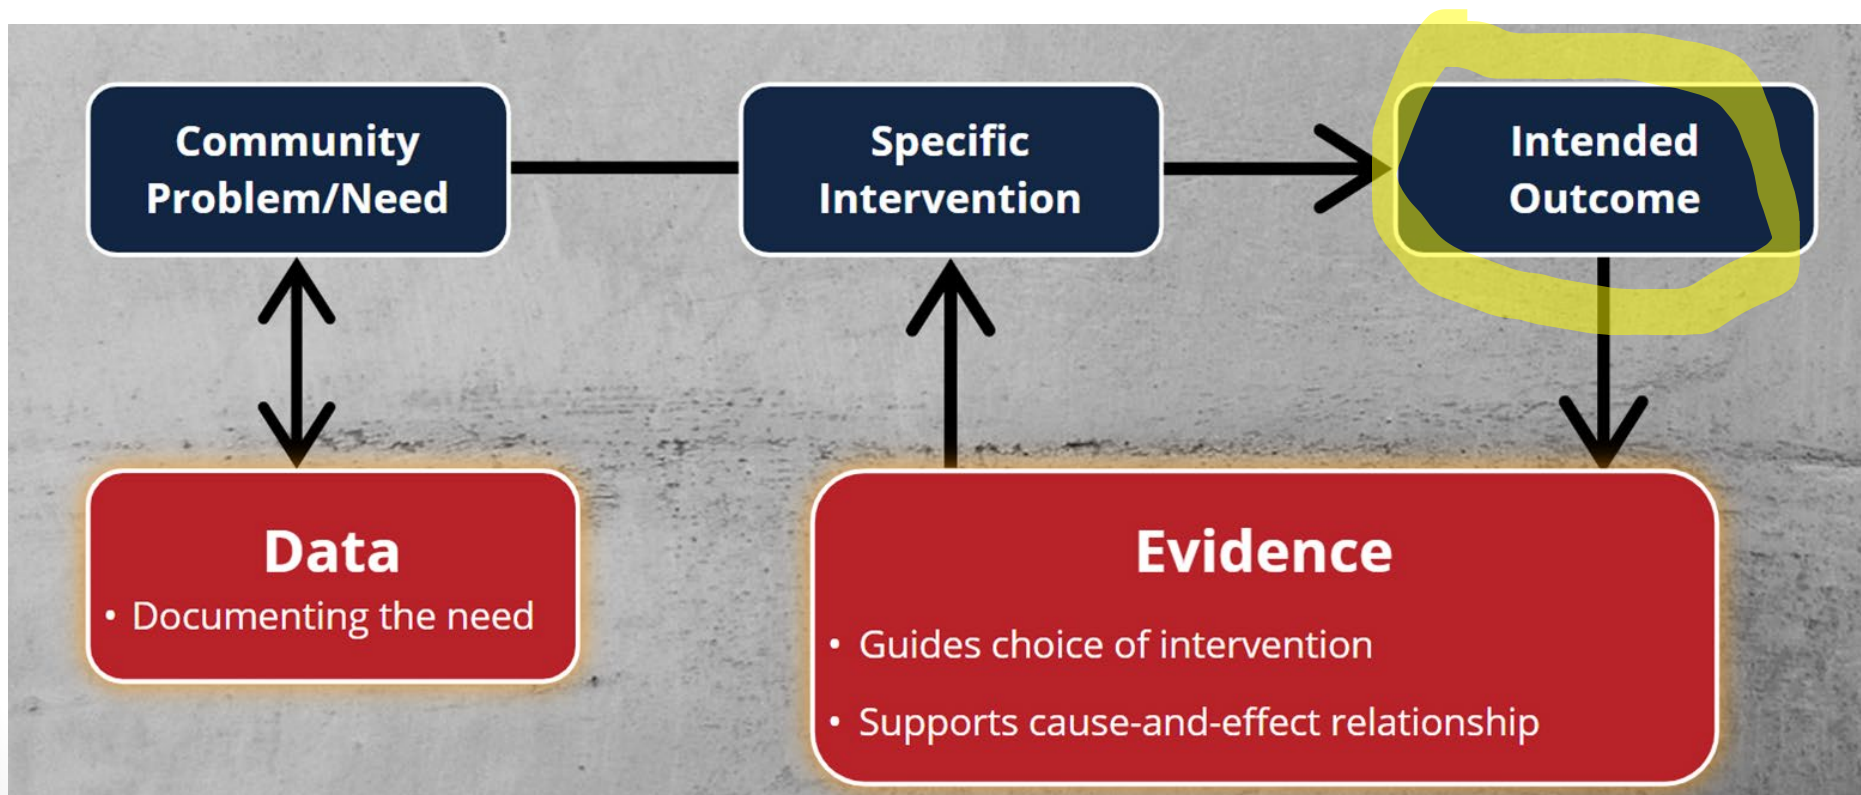 Community
Problem/Need
Specific
Intervention
Intended
Outcome
Data
• Documenting the need
Evidence
• Guides choice of intervention
• Supports cause-and-effect relationship